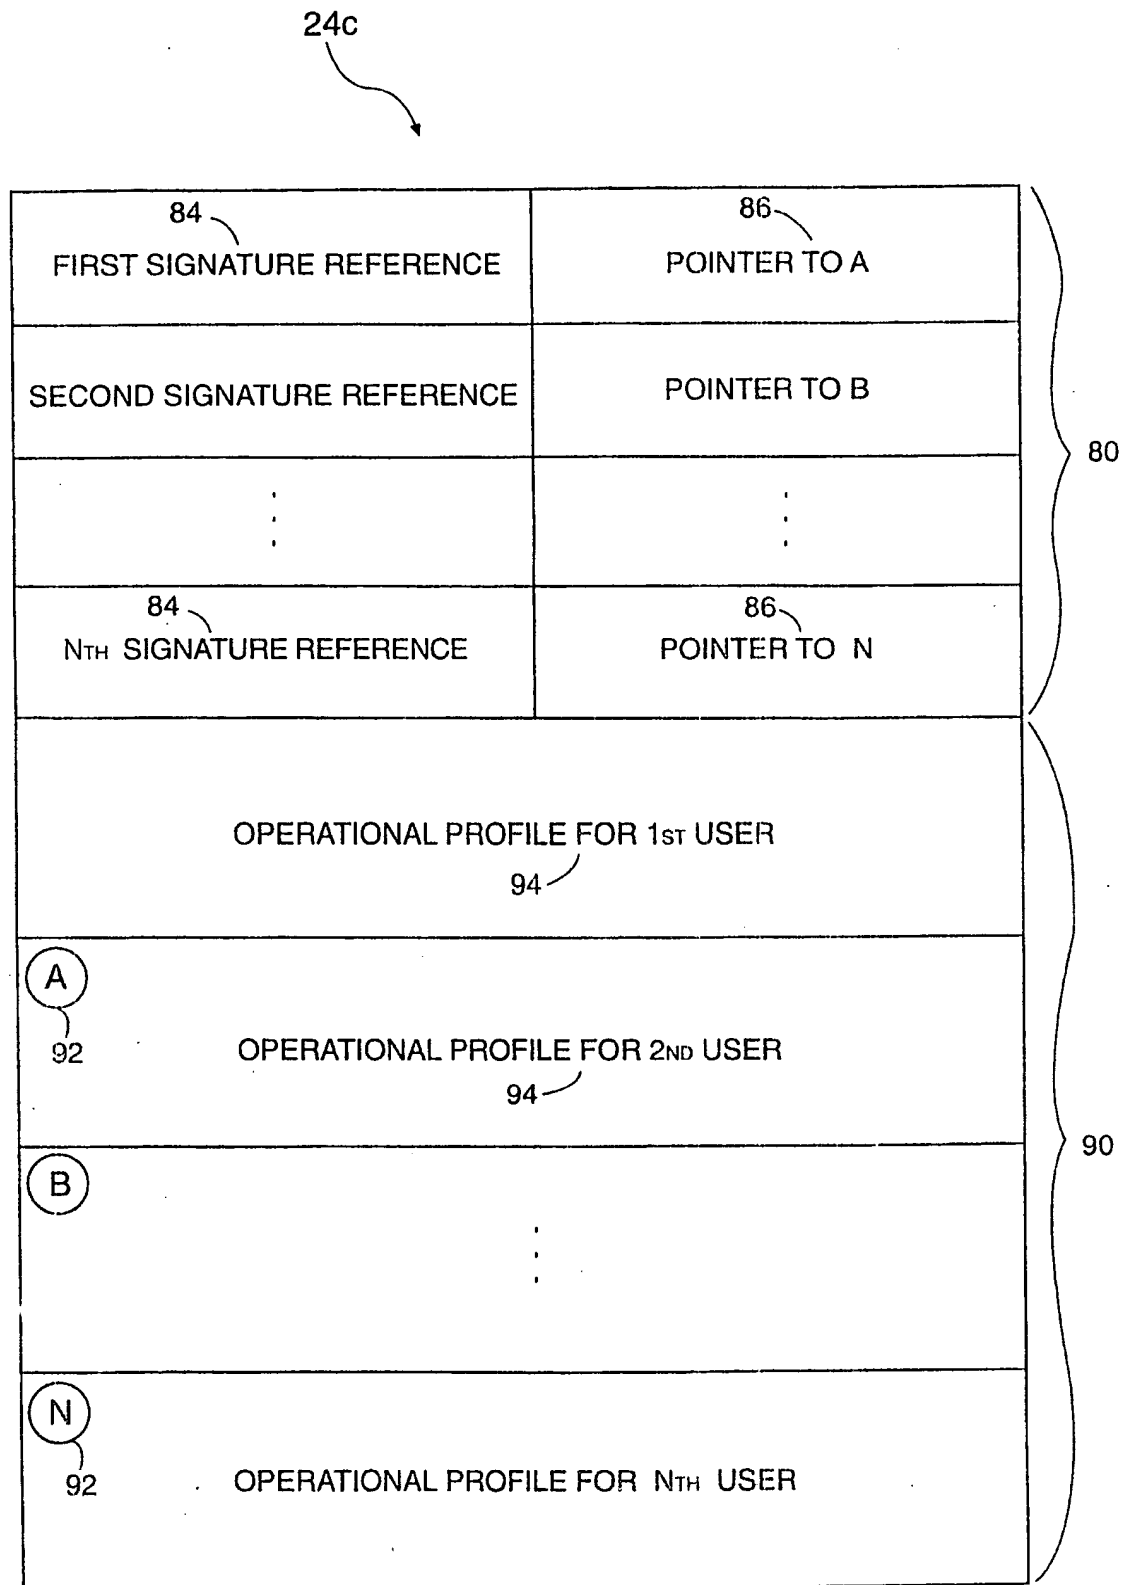 24c
84
86
FIRST SIGNATURE REFERENCE
POINTER TO A
SECOND SIGNATURE REFERENCE
POINTER TO B
80
84
86
NTH SIGNATURE REFERENCE
POINTER TO N
OPERATIONAL PROFILE FOR 1ST USER
94
A
92
OPERATIONAL PROFILE FOR 2ND USER
94
90
B
N
92
OPERATIONAL PROFILE FOR NTH USER